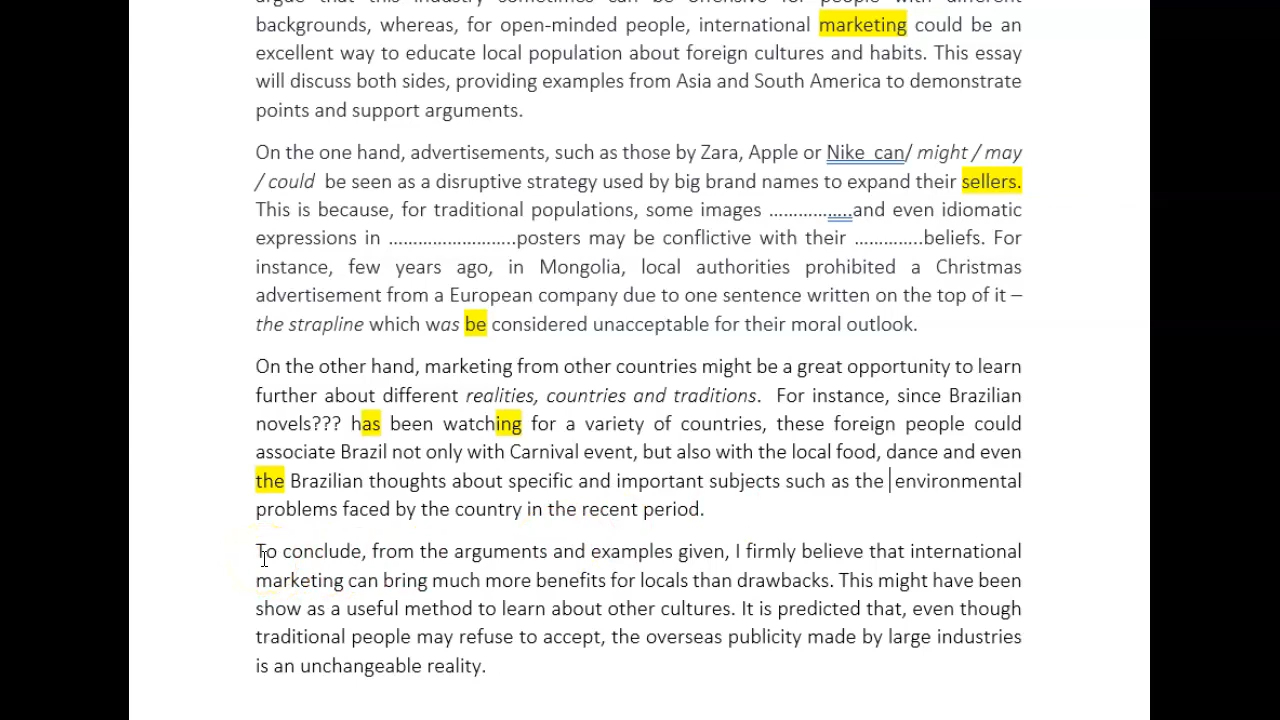 argue that this industry sometimes can be offensive for people with different
backgrounds, whereas, for open-minded people, international marketing could be an
excellent way to educate local population about foreign cultures and habits. This essay
will discuss both sides, providing examples from Asia and South America to demonstrate
points and support arguments.
On the one hand, advertisements, such as those by Zara, Apple or Nike can/ might / may
/ could be seen as a disruptive strategy used by big brand names to expand their sellers.
This is because, for traditional populations, some images ....................and even idiomatic
expressions in ..........................posters may be conflictive with their ..............beliefs. For
instance, few years ago, in Mongolia, local authorities prohibited a Christmas
advertisement from a European company due to one sentence written on the top of it –
the strapline which was be considered unacceptable for their moral outlook.
On the other hand, marketing from other countries might be a great opportunity to learn
further about different realities, countries and traditions. For instance, since Brazilian
novels??? has been watching for a variety of countries, these foreign people could
associate Brazil not only with Carnival event, but also with the local food, dance and even
the Brazilian thoughts about specific and important subjects such as the environmental
problems faced by the country in the recent period.
To conclude, from the arguments and examples given, I firmly believe that international
marketing can bring much more benefits for locals than drawbacks. This might have been
show as a useful method to learn about other cultures. It is predicted that, even though
traditional people may refuse to accept, the overseas publicity made by large industries
is an unchangeable reality.